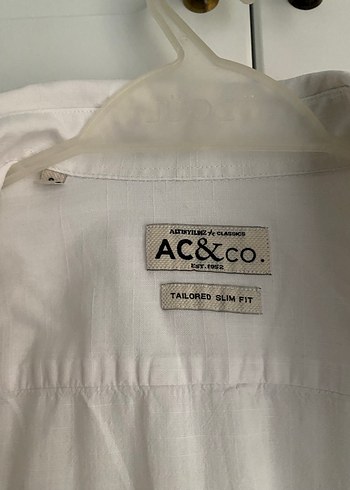 ALTINYILDIZ ☆ CLASSICS
AC&CO.
EST.1952
TAILORED SLIM FIT